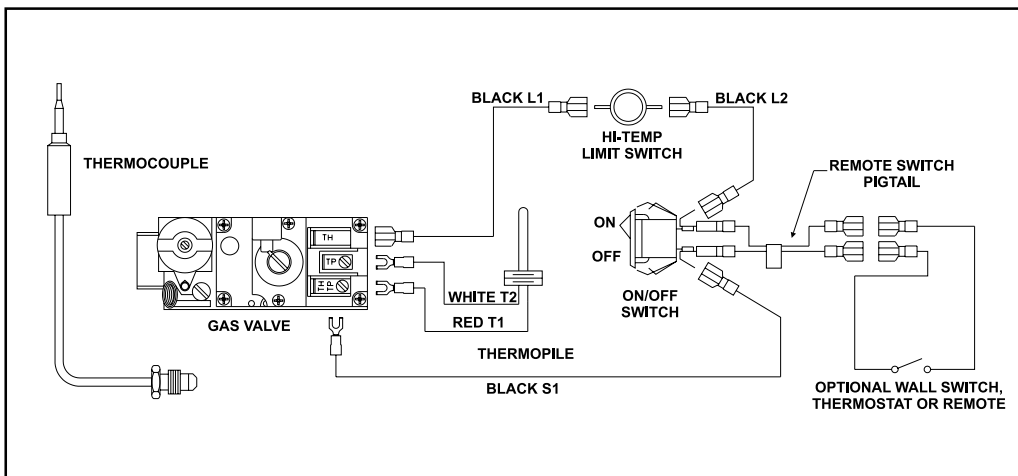 BLACK L1
BLACK L2
HI-TEMP
LIMIT SWITCH
THERMOCOUPLE
REMOTE SWITCH
PIGTAIL
ON
OFF
TH
TP
TH
TP
WHITE T2
RED T1
GAS VALVE
ON/OFF
SWITCH
THERMOPILE
BLACK S1
OPTIONAL WALL SWITCH,
THERMOSTAT OR REMOTE